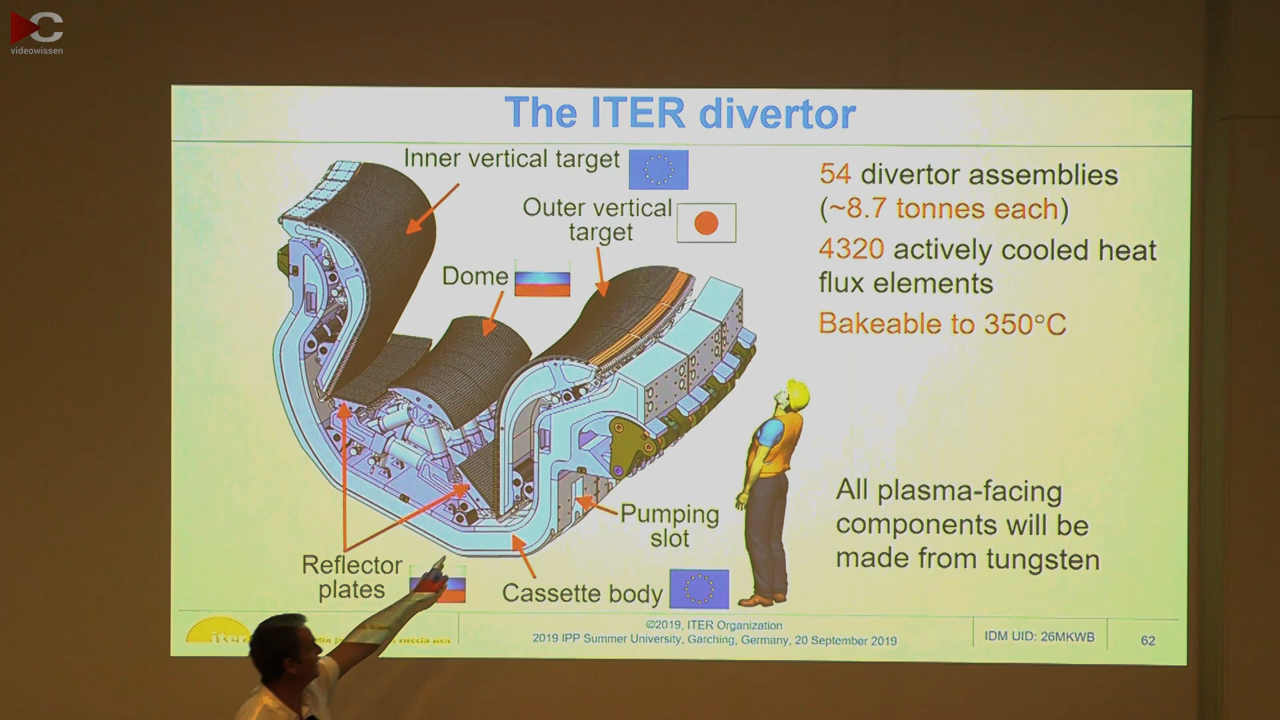 videowissen
The ITER divertor
Inner vertical target
Outer vertical
target
Dome
54 divertor assemblies
(~8.7 tonnes each)
4320 actively cooled heat
flux elements
Bakeable to 350°C
All plasma-facing
components will be
made from tungsten
Pumping
slot
Reflector
plates
Cassette body
iter
russia usa
©2019, ITER Organization
2019 IPP Summer University, Garching, Germany, 20 September 2019
IDM UID: 26MKWB
62